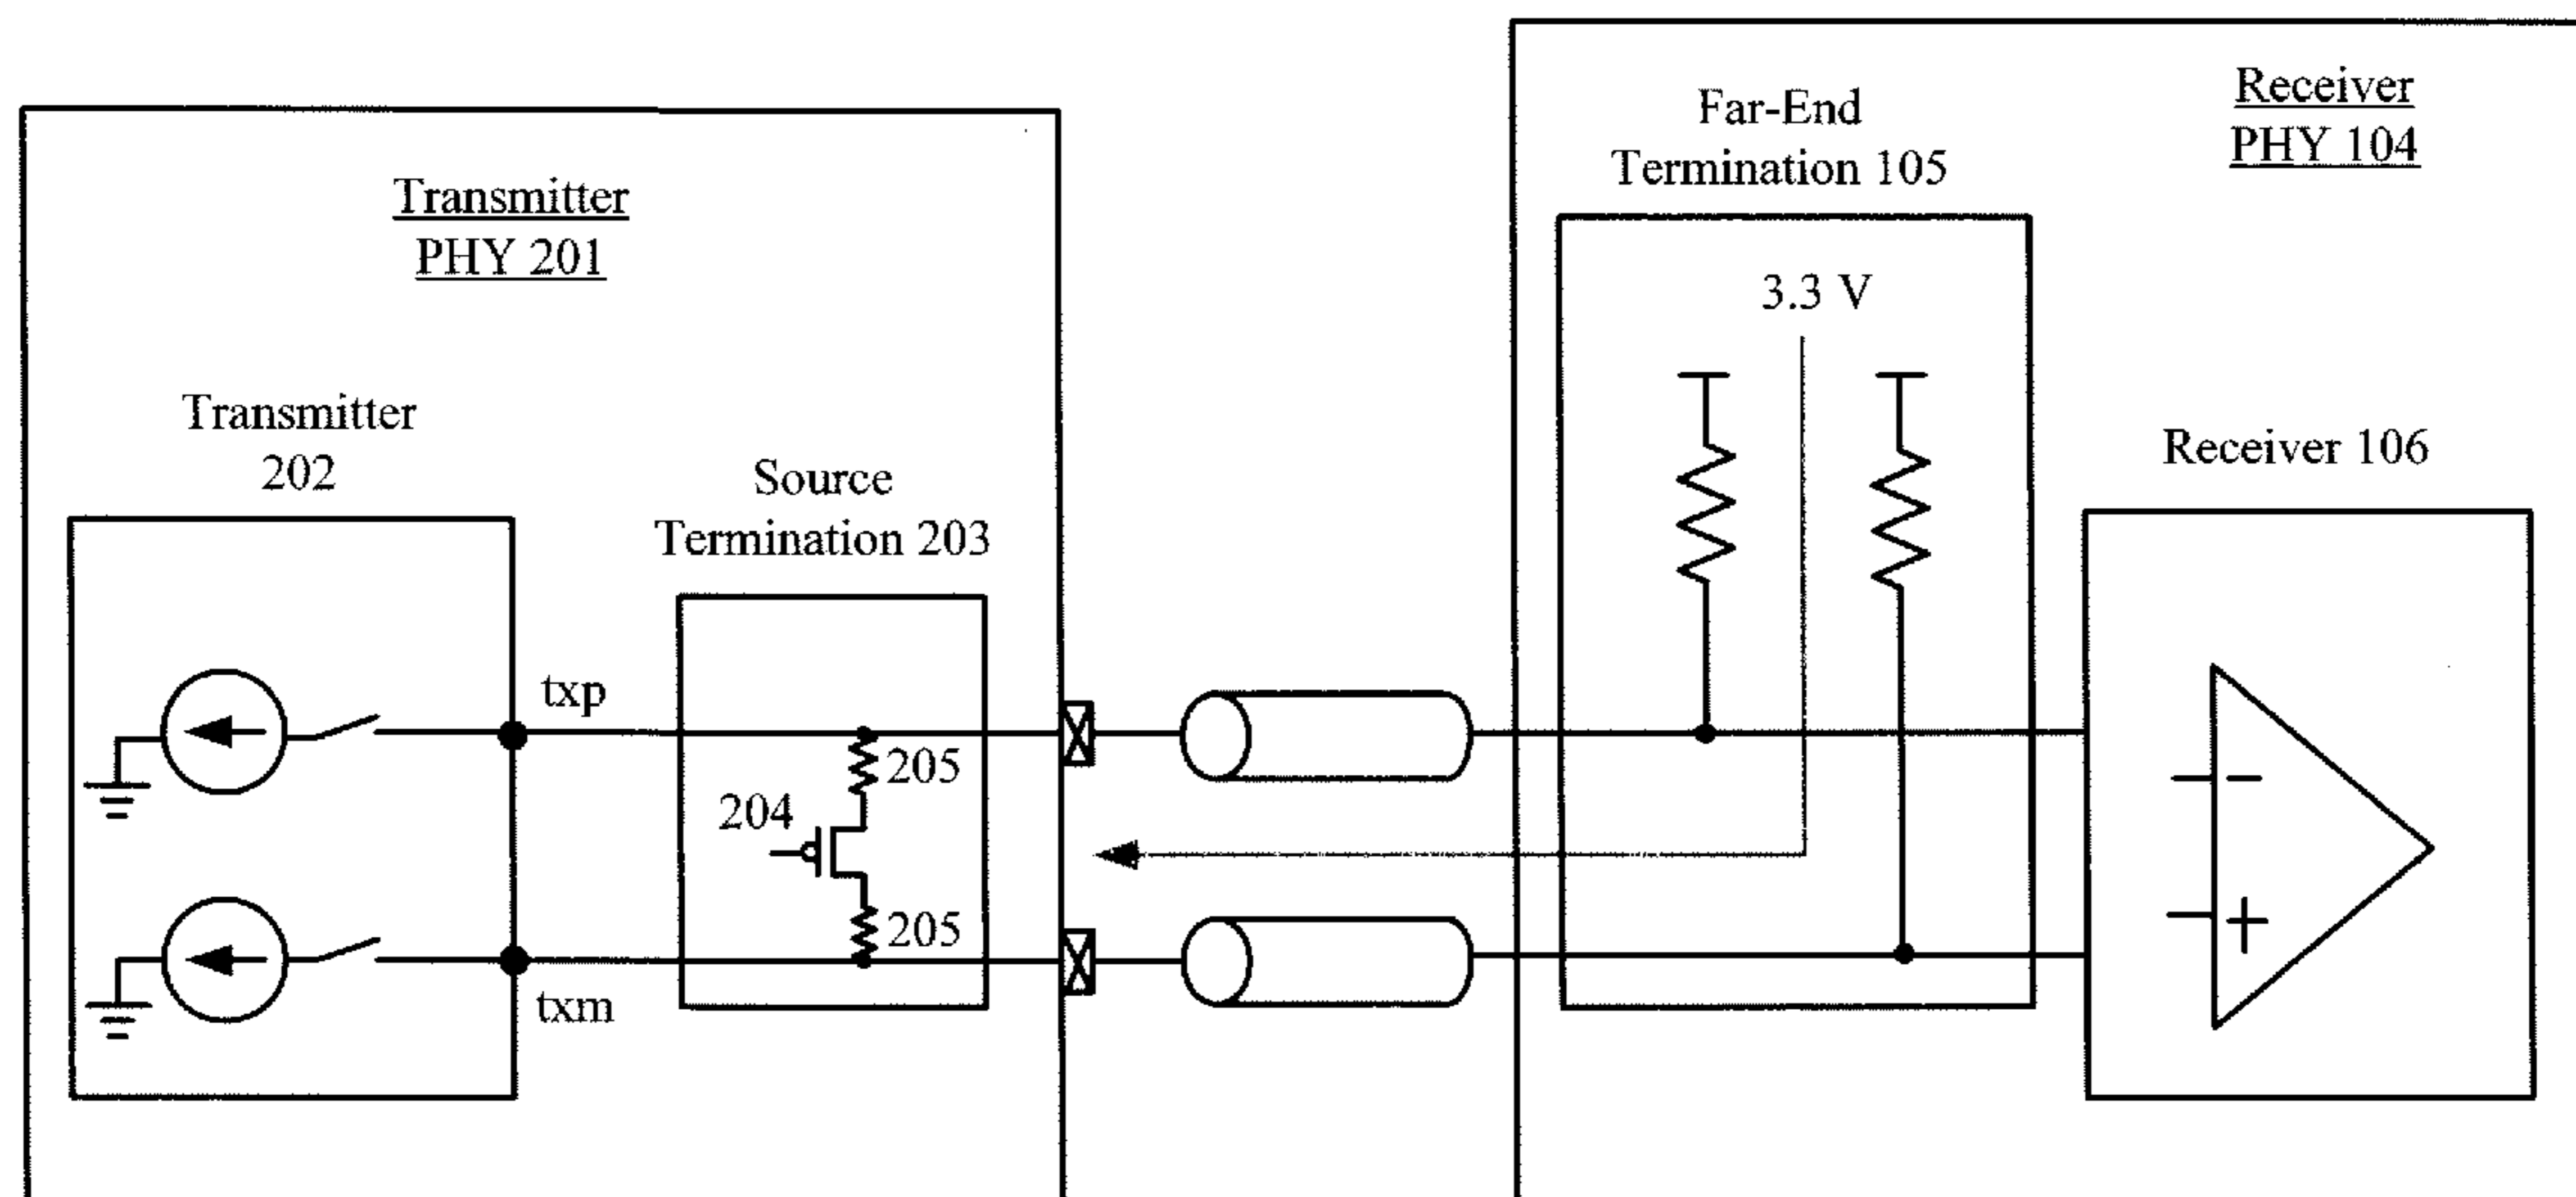 Transmitter
PHY 201
Transmitter
202
Source
Termination 203
txp
205
204
205
txm
Far-End
Termination 105
3.3 V
Receiver
PHY 104
Receiver 106